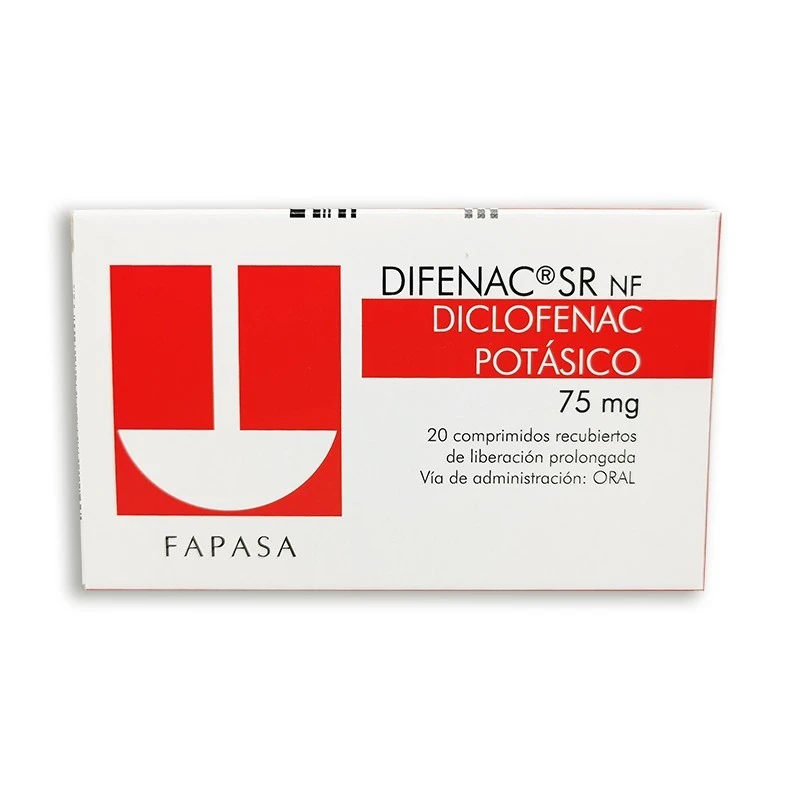 DIFENAC® SR NF
DICLOFENAC
POTÁSICO
75 mg
20 comprimidos recubiertos
de liberación prolongada
Vía de administración: ORAL
FAPASA